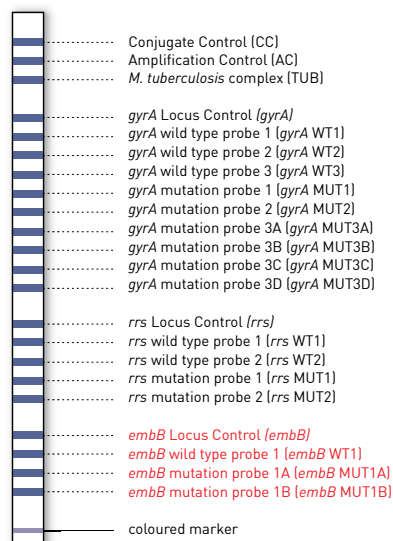 Conjugate Control (CC)
Amplification Control (AC)
M. tuberculosis complex (TUB)
gyrA Locus Control (gyrA)
gyrA wild type probe 1 (gyrA WT1)
gyrA wild type probe 2 (gyrA WT2)
gyrA wild type probe 3 (gyrA WT3)
gyrA mutation probe 1 (gyrA MUT1)
gyrA mutation probe 2 (gyrA MUT2)
gyrA mutation probe 3A (gyrA MUT3A)
gyrA mutation probe 3B (gyrA MUT3B)
gyrA mutation probe 3C (gyrA MUT3C)
gyrA mutation probe 3D (gyrA MUT3D)
rrs Locus Control (rrs)
rrs wild type probe 1 (rrs WT1)
rrs wild type probe 2 (rrs WT2)
rrs mutation probe 1 (rrs MUT1)
rrs mutation probe 2 (rrs MUT2)
embB Locus Control (embB)
embB wild type probe 1 (embB WT1)
embB mutation probe 1A (embB MUT1A)
embB mutation probe 1B (embB MUT1B)
coloured marker